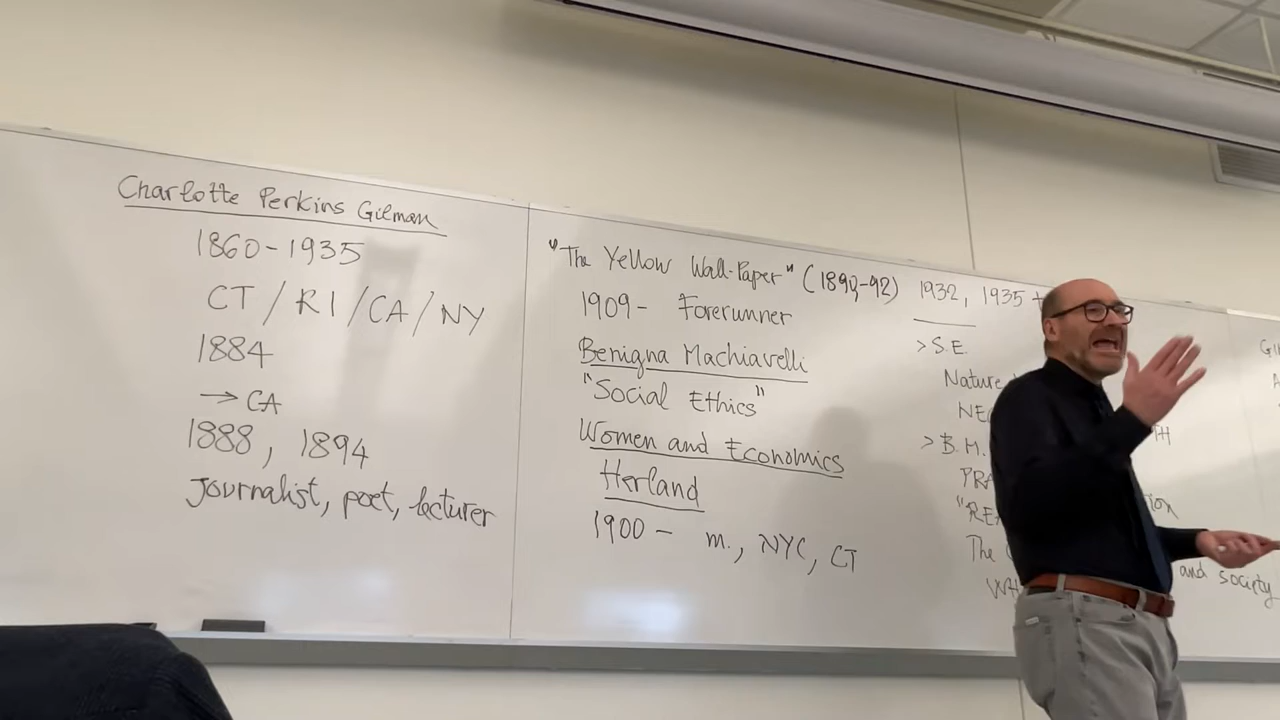 Charlotte Perkins Gilman
1860-1935
CT / RI / CA / NY
1884
→ CA
1888, 1894
Journalist, poet, lecturer
"The Yellow Wall-Paper" (1890-92)
1909- Forerunner
Benigna Machiavelli
"Social Ethics"
Women and Economics
Herland
1900 - m., NYC, CT
1932, 1935 +
> S.E.
Nature
> B.M.
The
and society